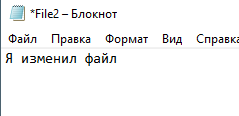 *File2 – Блокнот
Файл Правка Формат Вид Справка
Я изменил файл